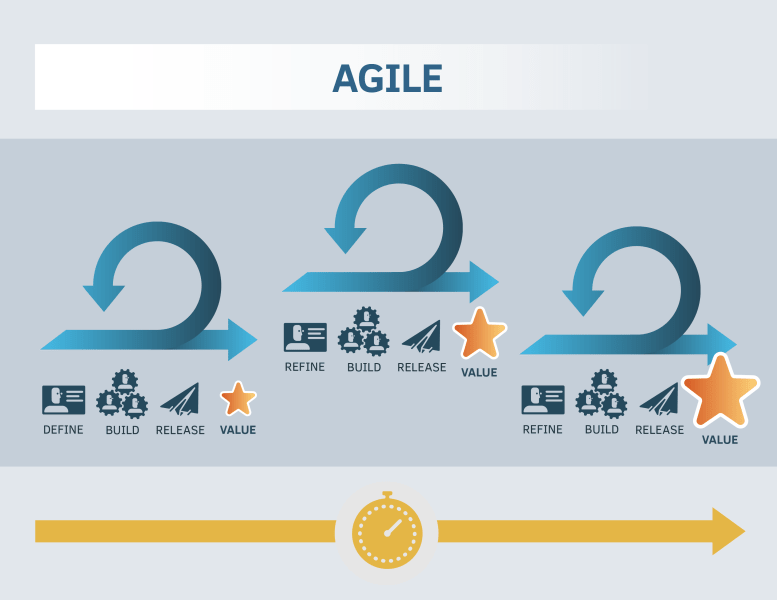 AGILE
DEFINE BUILD RELEASE VALUE
REFINE BUILD RELEASE VALUE
REFINE BUILD RELEASE VALUE